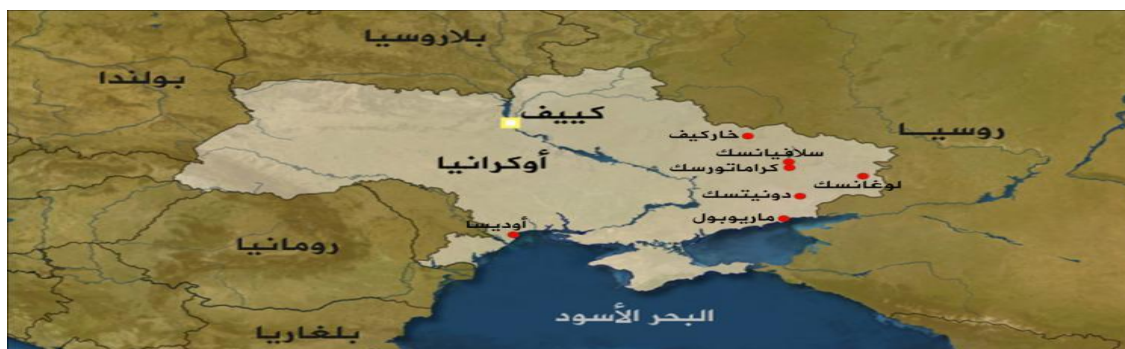 بلاروسيا
بولندا
كييف
روسيا
خاركيف
سلافيانسك
أوكرانيا
كراماتورسك
لوغانسك
دونيتسك
ماريوبول
أوديسا
رومانيا
البحر الأسود
بلغاريا